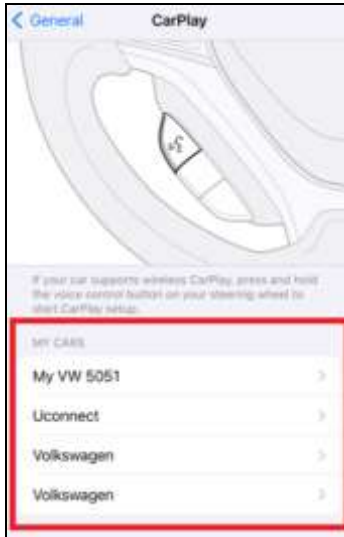 General
CarPlay
If your car supports wireless CarPlay, press and hold
the voice control button on your steering wheel to
start CarPlay setup.
MY CARS
My VW 5051
Uconnect
Volkswagen
Volkswagen